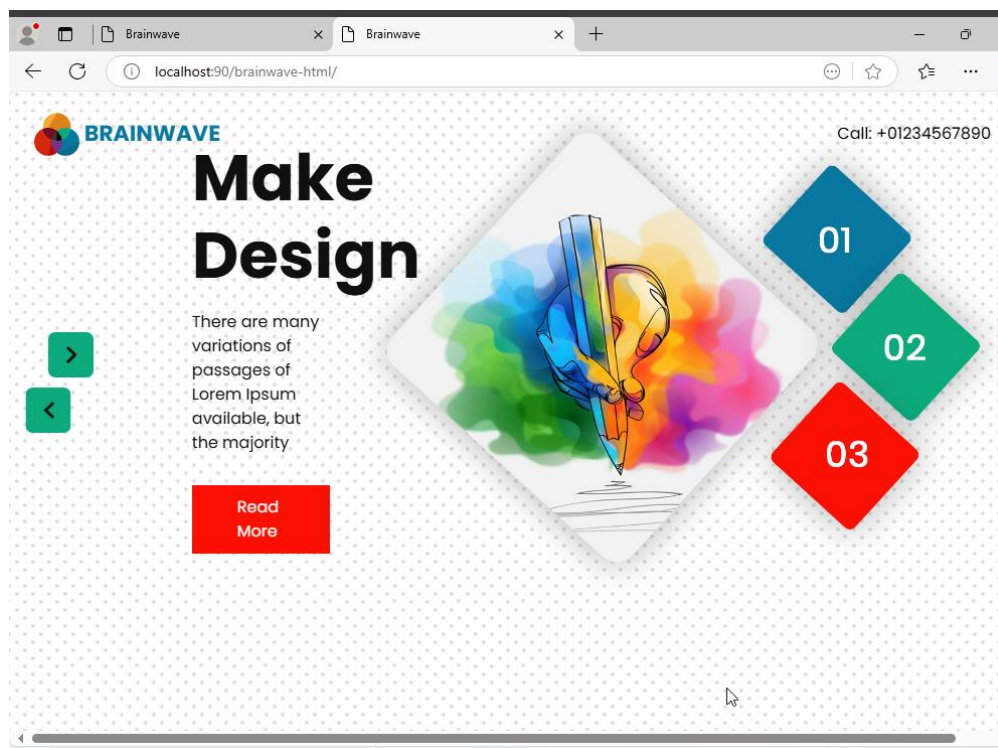 Brainwave
Brainwave
localhost:90/brainwave-html/
BRAINWAVE
Call: +01234567890
Make
Design
There are many
variations of
passages of
Lorem Ipsum
available, but
the majority
Read
More
01
02
03